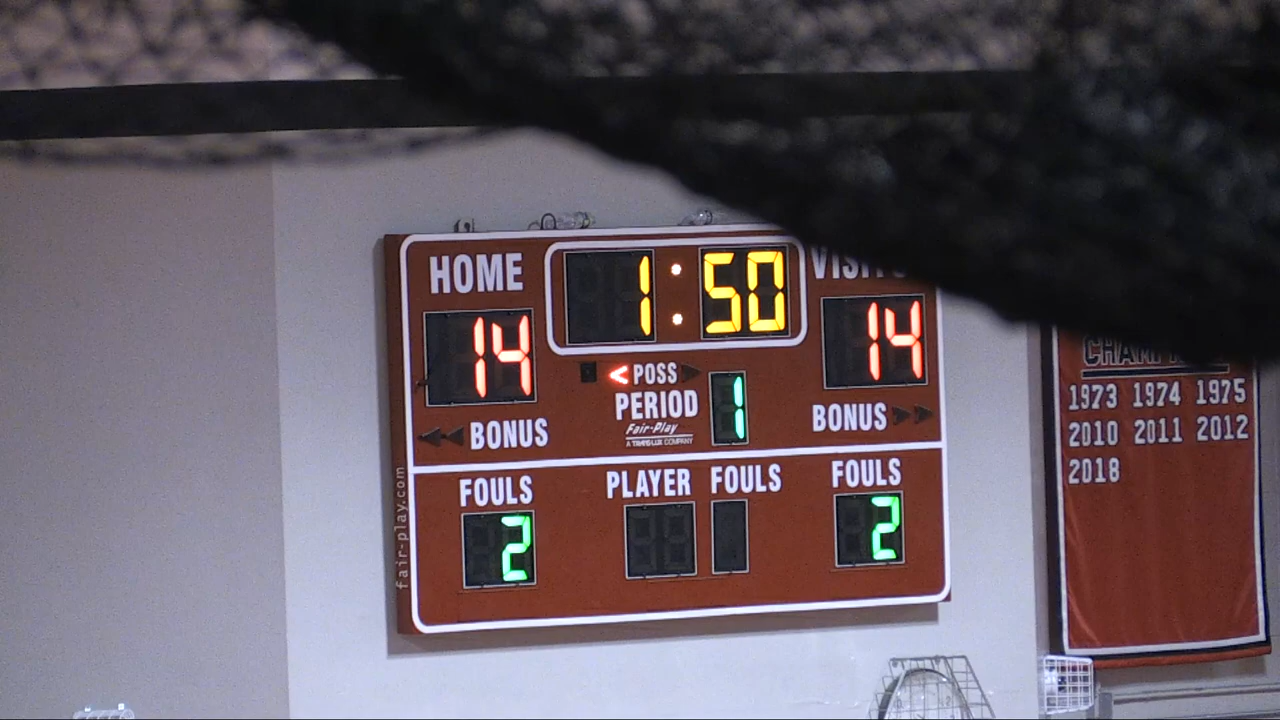 HOME
1:50
14
14
< POSS
PERIOD
1
Fair-Play
A TRANS-LUX COMPANY
BONUS
BONUS
FOULS
PLAYER FOULS
FOULS
2
2
fair-play.com
1973 1974 1975
2010 2011 2012
2018